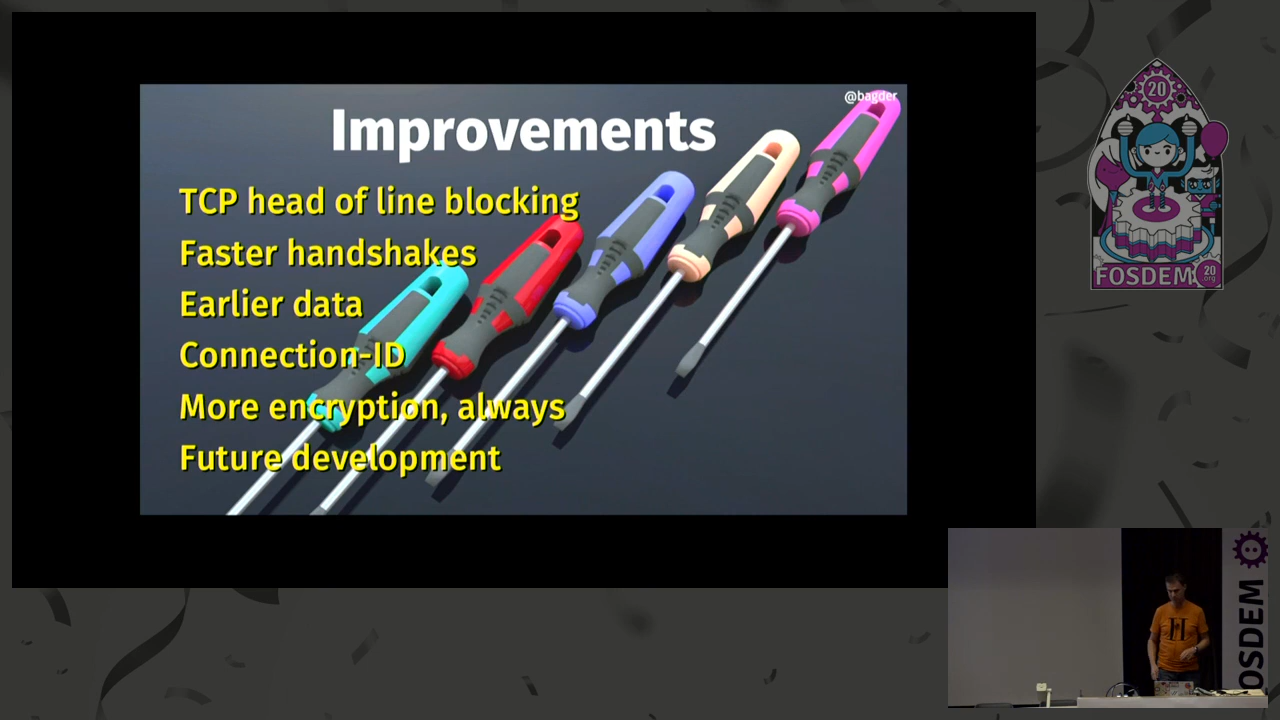 @bagder
Improvements
TCP head of line blocking
Faster handshakes
Earlier data
Connection-ID
More encryption, always
Future development
20
FOSDEM
20
org
H
OSDEM